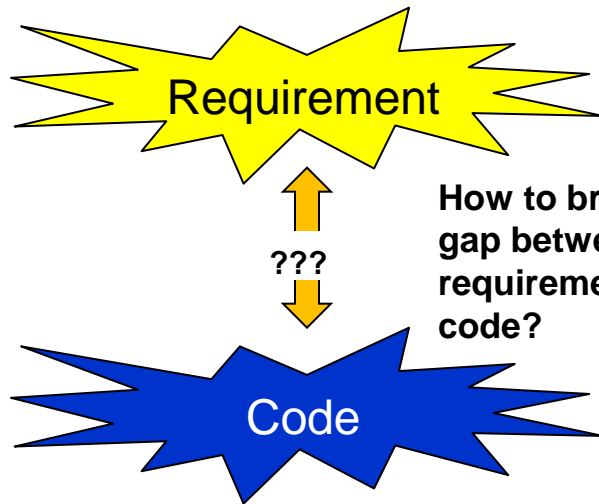 Requirement
How to br
gap betwe
???
requireme
code?
Code